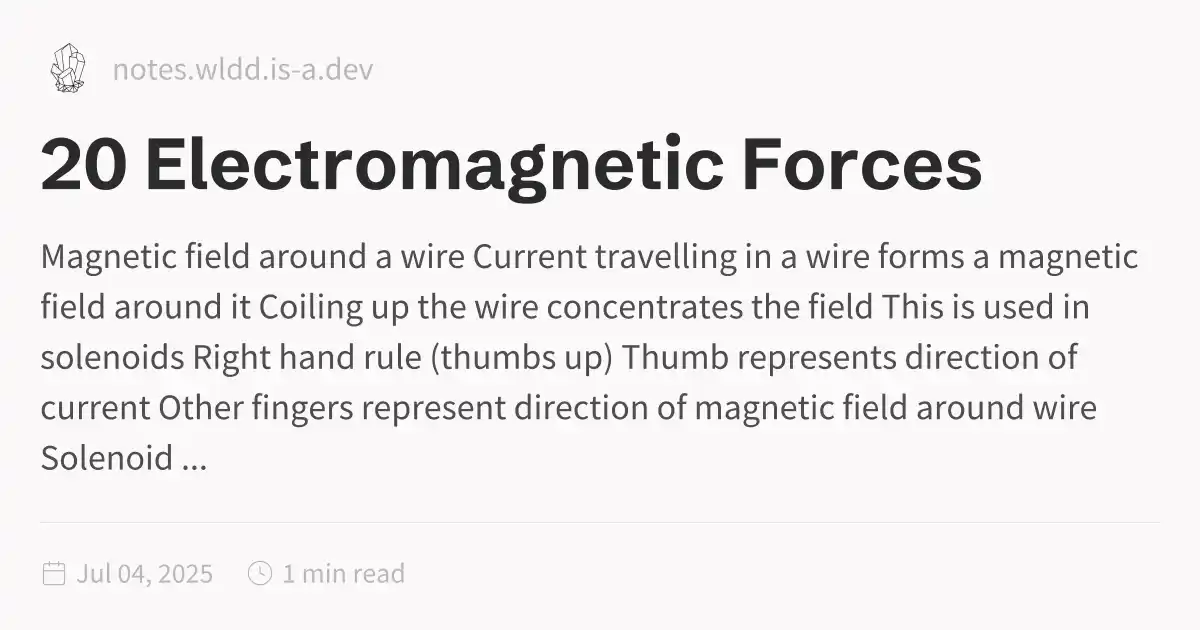 notes.wldd.is-a.dev
20 Electromagnetic Forces
Magnetic field around a wire Current travelling in a wire forms a magnetic
field around it Coiling up the wire concentrates the field This is used in
solenoids Right hand rule (thumbs up) Thumb represents direction of
current Other fingers represent direction of magnetic field around wire
Solenoid ...
Jul 04, 2025 1 min read